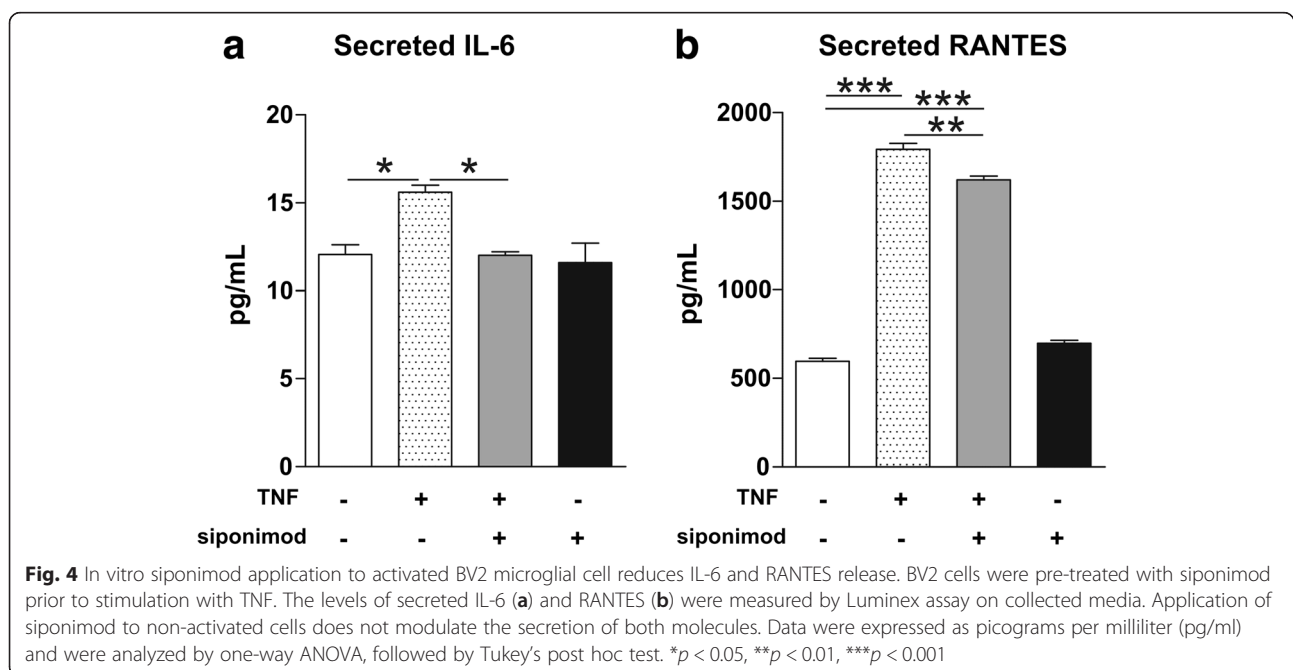 a Secreted IL-6
20
15
10
5
0
pg/mL
* *
TNF - + + -
siponimod - - + +
b Secreted RANTES
2000
1500
1000
500
0
pg/mL
***
***
**
TNF - + + -
siponimod - - + +
Fig. 4 In vitro siponimod application to activated BV2 microglial cell reduces IL-6 and RANTES release. BV2 cells were pre-treated with siponimod
prior to stimulation with TNF. The levels of secreted IL-6 (a) and RANTES (b) were measured by Luminex assay on collected media. Application of
siponimod to non-activated cells does not modulate the secretion of both molecules. Data were expressed as picograms per milliliter (pg/ml)
and were analyzed by one-way ANOVA, followed by Tukey's post hoc test. *p < 0.05, **p < 0.01, ***p < 0.001